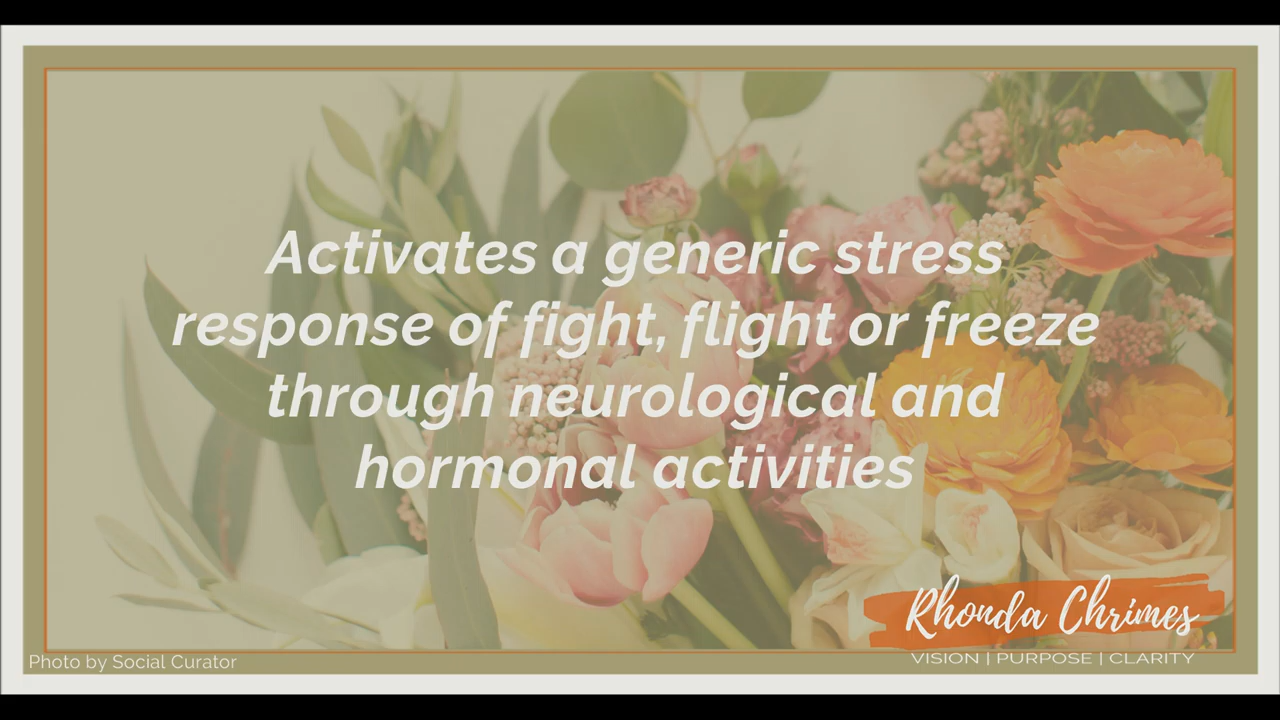 Activates a generic stress
response of fight, flight or freeze
through neurological and
hormonal activities
Rhonda Chrimes
VISION | PURPOSE | CLARITY
Photo by Social Curator